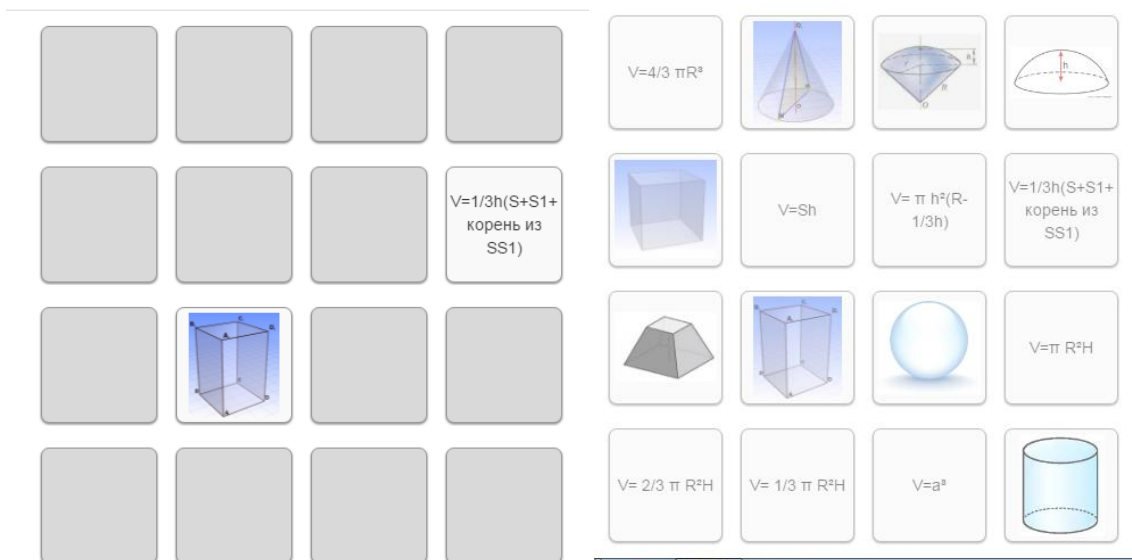 V=1/3h(S+S1+
корень из
SS1)
V=4/3 πR³
h
V=Sh
V= π h²(R-
1/3h)
V=1/3h(S+S1+
корень из
SS1)
V=π R²H
V= 2/3 π R²H
V= 1/3 π R²H
V=a³